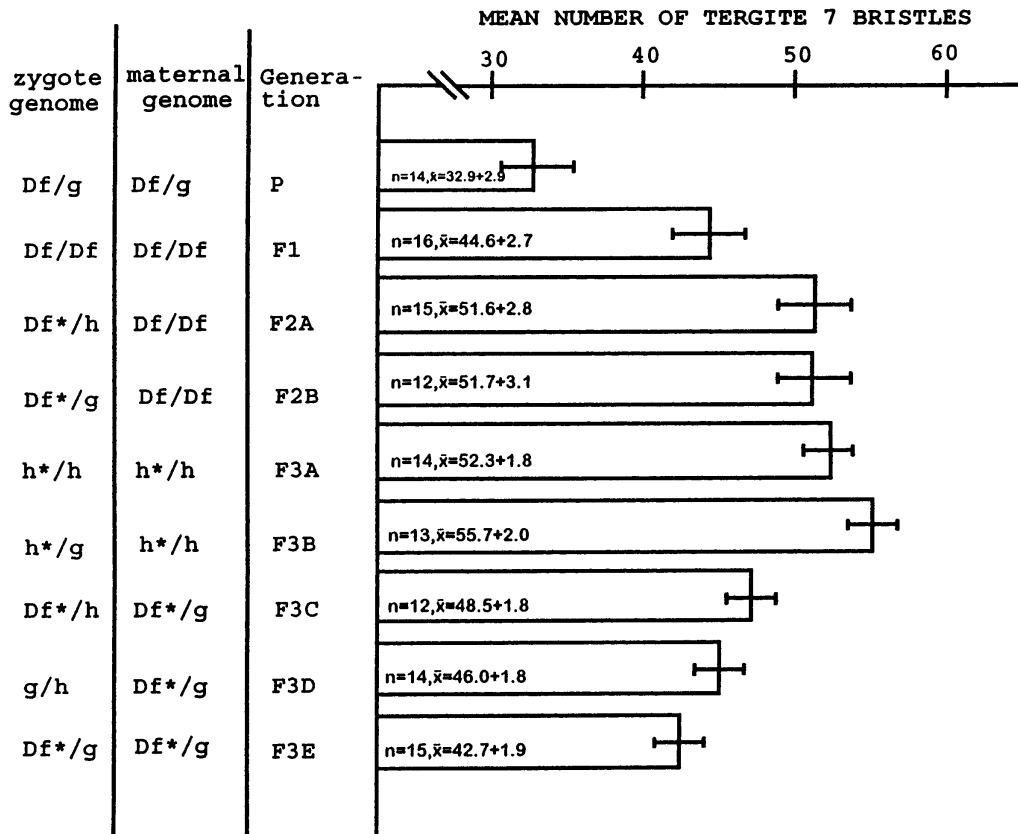 MEAN NUMBER OF TERGITE 7 BRISTLES
30 40 50 60
zygote genome
maternal genome
Genera-
tion
Df/g Df/g P n=14,x̄=32.9+2.9
Df/Df Df/Df F1 n=16,x̄=44.6+2.7
Df*/h Df/Df F2A n=15,x̄=51.6+2.8
Df*/g Df/Df F2B n=12,x̄=51.7+3.1
h*/h h*/h F3A n=14,x̄=52.3+1.8
h*/g h*/h F3B n=13,x̄=55.7+2.0
Df*/h Df*/g F3C n=12,x̄=48.5+1.8
g/h Df*/g F3D n=14,x̄=46.0+1.8
Df*/g Df*/g F3E n=15,x̄=42.7+1.9